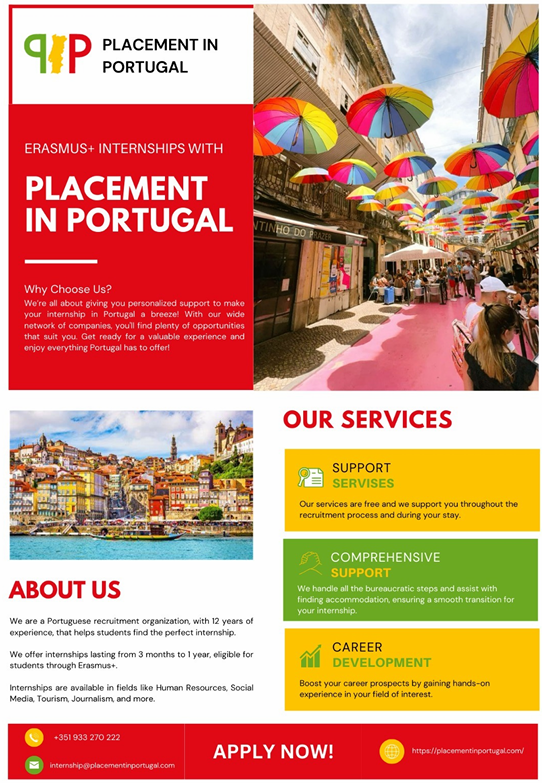 PLACEMENT IN
PORTUGAL
ERASMUS+ INTERNSHIPS WITH
PLACEMENT
IN PORTUGAL
Why Choose Us?
We're all about giving you personalized support to make
your internship in Portugal a breeze! With our wide
network of companies, you'll find plenty of opportunities
that suit you. Get ready for a valuable experience and
enjoy everything Portugal has to offer!
NTINHO DO PRAZER
OUR SERVICES
SUPPORT
SERVISES
Our services are free and we support you throughout the
recruitment process and during your stay.
COMPREHENSIVE
SUPPORT
We handle all the bureaucratic steps and assist with
finding accommodation, ensuring a smooth transition for
your internship.
CAREER
DEVELOPMENT
Boost your career prospects by gaining hands-on
experience in your field of interest.
ABOUT US
We are a Portuguese recruitment organization, with 12 years of
experience, that helps students find the perfect internship.
We offer internships lasting from 3 months to 1 year, eligible for
students through Erasmus+.
Internships are available in fields like Human Resources, Social
Media, Tourism, Journalism, and more.
+351 933 270 222
internship@placementinportugal.com
APPLY NOW!
https://placementinportugal.com/